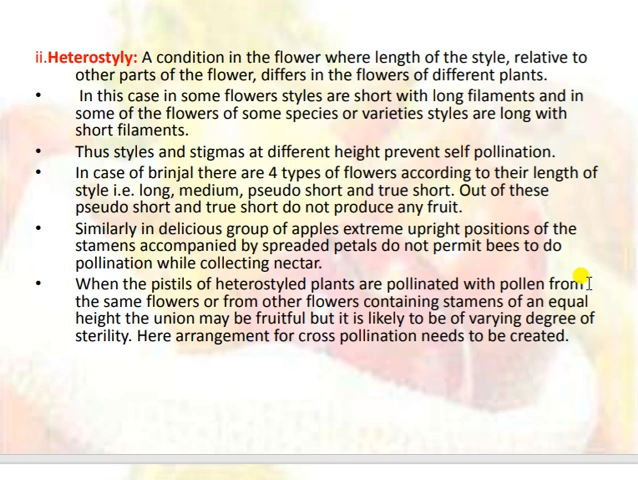 ii.Heterostyly: A condition in the flower where length of the style, relative to
other parts of the flower, differs in the flowers of different plants.
• In this case in some flowers styles are short with long filaments and in
some of the flowers of some species or varieties styles are long with
short filaments.
• Thus styles and stigmas at different height prevent self pollination.
• In case of brinjal there are 4 types of flowers according to their length of
style i.e. long, medium, pseudo short and true short. Out of these
pseudo short and true short do not produce any fruit.
• Similarly in delicious group of apples extreme upright positions of the
stamens accompanied by spreaded petals do not permit bees to do
pollination while collecting nectar.
• When the pistils of heterostyled plants are pollinated with pollen from
the same flowers or from other flowers containing stamens of an equal
height the union may be fruitful but it is likely to be of varying degree of
sterility. Here arrangement for cross pollination needs to be created.